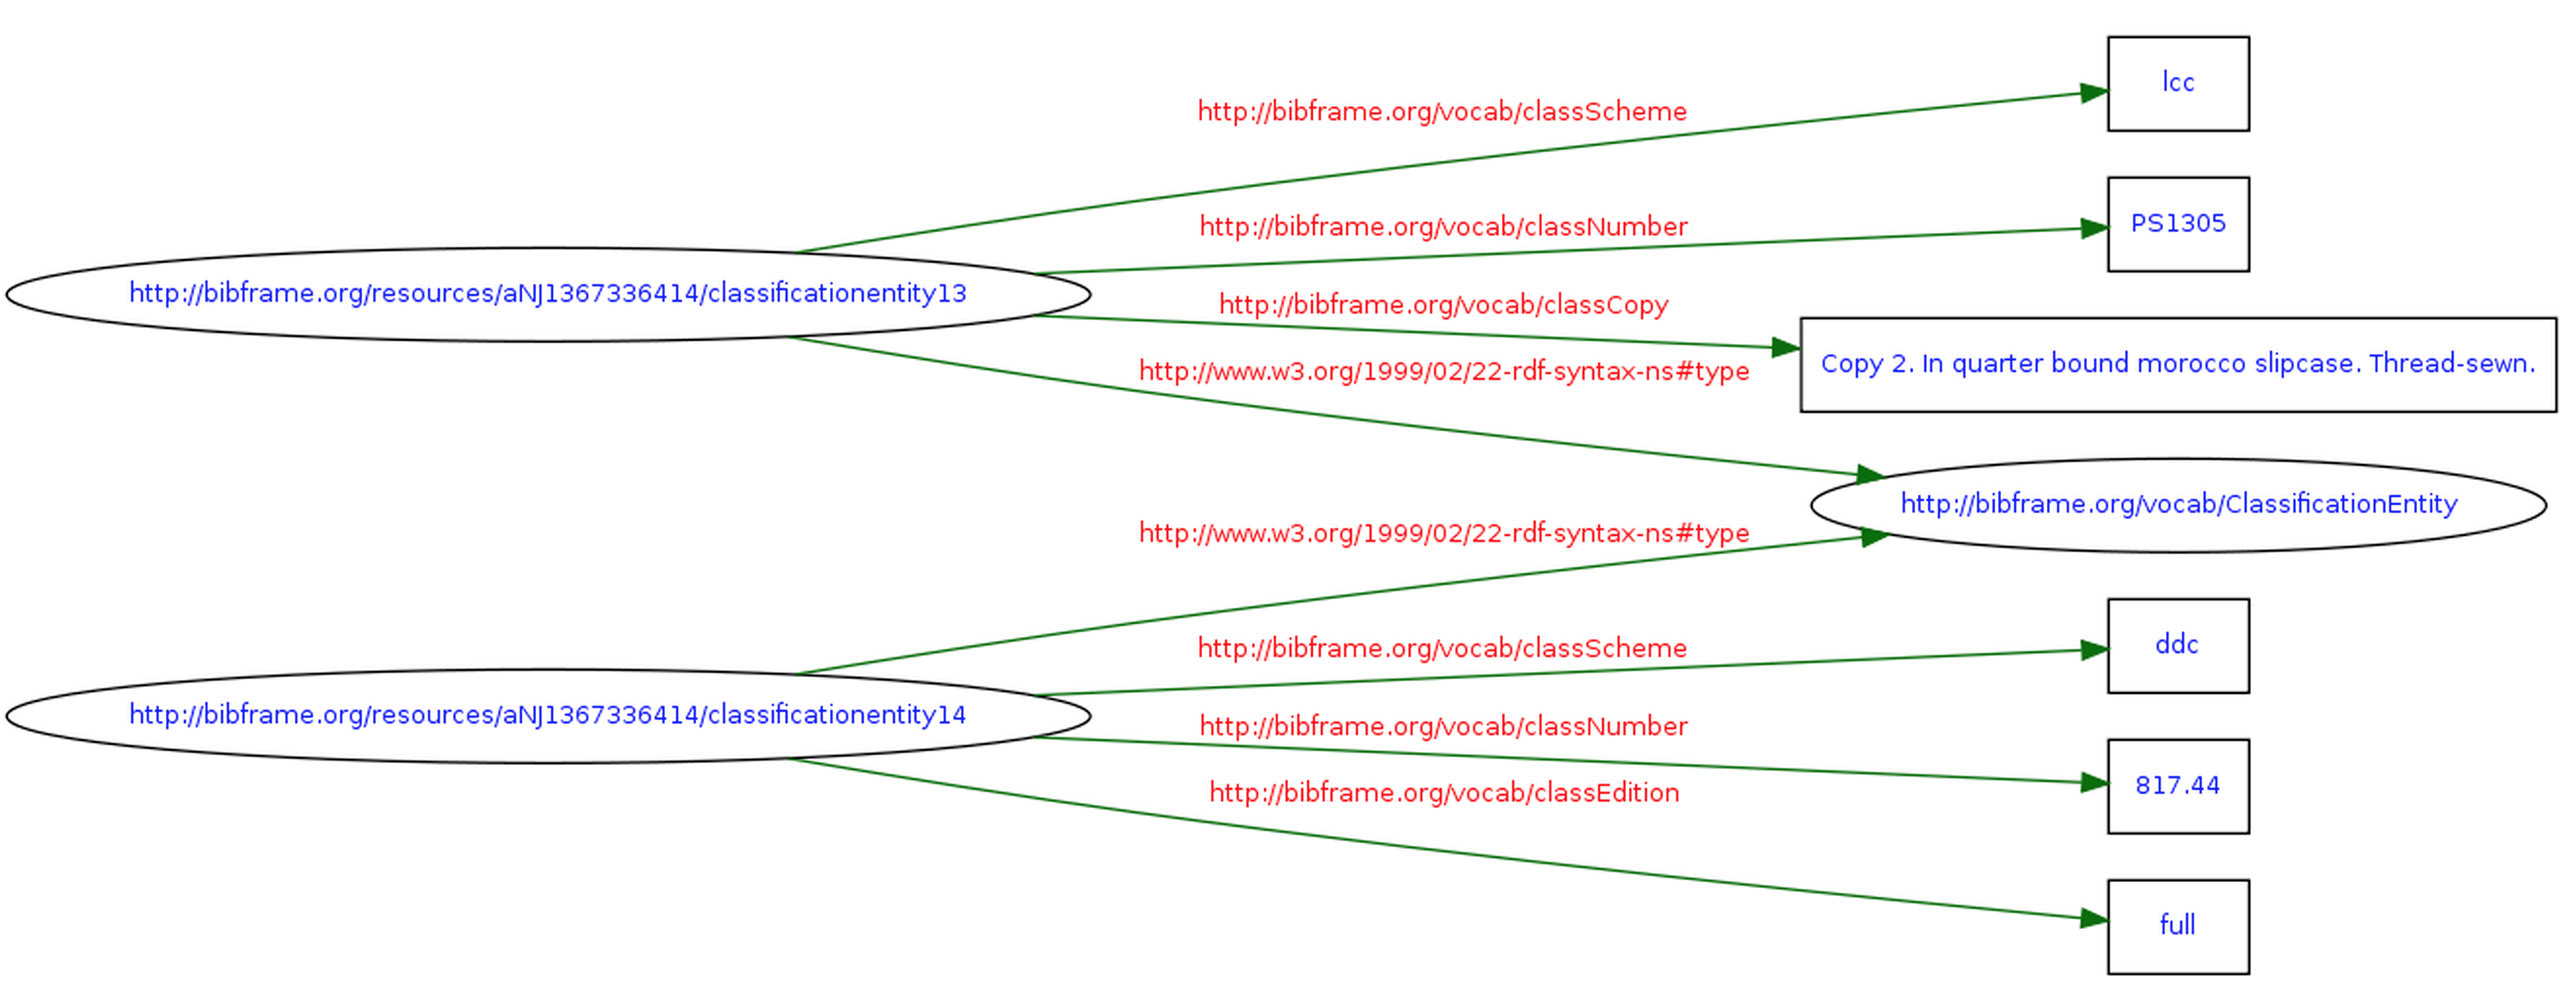 lcc
http://bibframe.org/vocab/classScheme
http://bibframe.org/vocab/classNumber
PS1305
http://bibframe.org/resources/aNJ1367336414/classificationentity13
http://bibframe.org/vocab/classCopy
Copy 2. In quarter bound morocco slipcase. Thread-sewn.
http://www.w3.org/1999/02/22-rdf-syntax-ns#type
http://bibframe.org/vocab/ClassificationEntity
http://www.w3.org/1999/02/22-rdf-syntax-ns#type
http://bibframe.org/vocab/classScheme
ddc
http://bibframe.org/resources/aNJ1367336414/classificationentity14
http://bibframe.org/vocab/classNumber
817.44
http://bibframe.org/vocab/classEdition
full